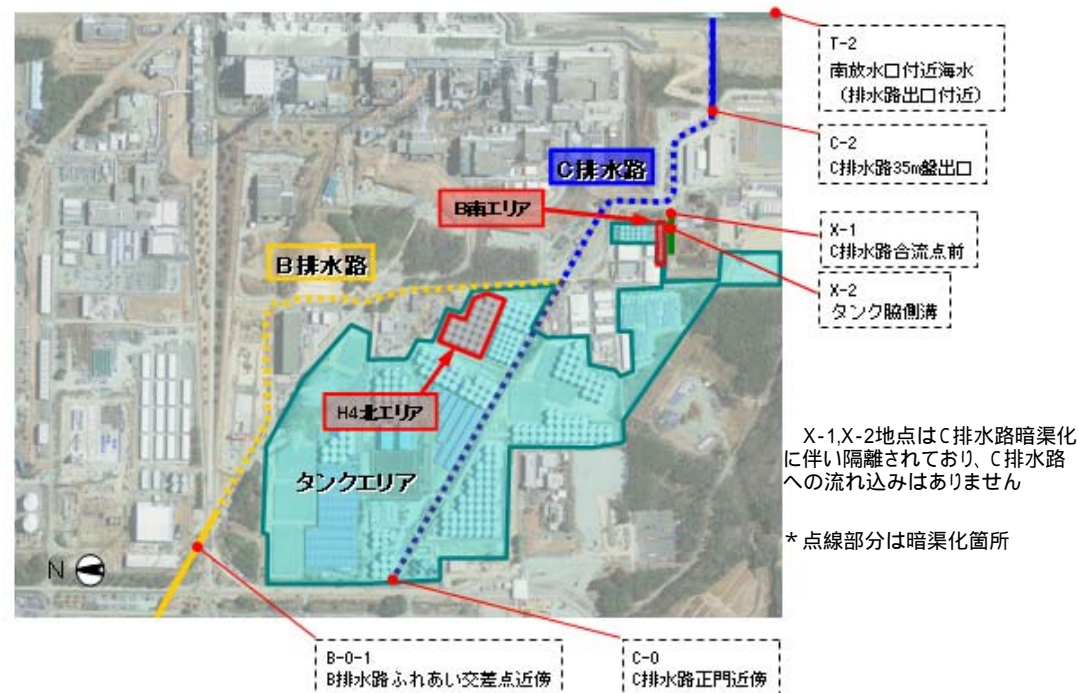 T-2
南放水口付近海水
(排水路出口付近)
C-2
C排水路35m盤出口
C排水路
B南エリア
X-1
C排水路合流点前
B排水路
X-2
タンク脇側溝
H4北エリア
タンクエリア
X-1,X-2地点はC排水路暗渠化
に伴い隔離されており、C排水路
への流れ込みはありません
*点線部分は暗渠化箇所
N
B-0-1
B排水路ふれあい交差点近傍
C-0
C排水路正門近傍